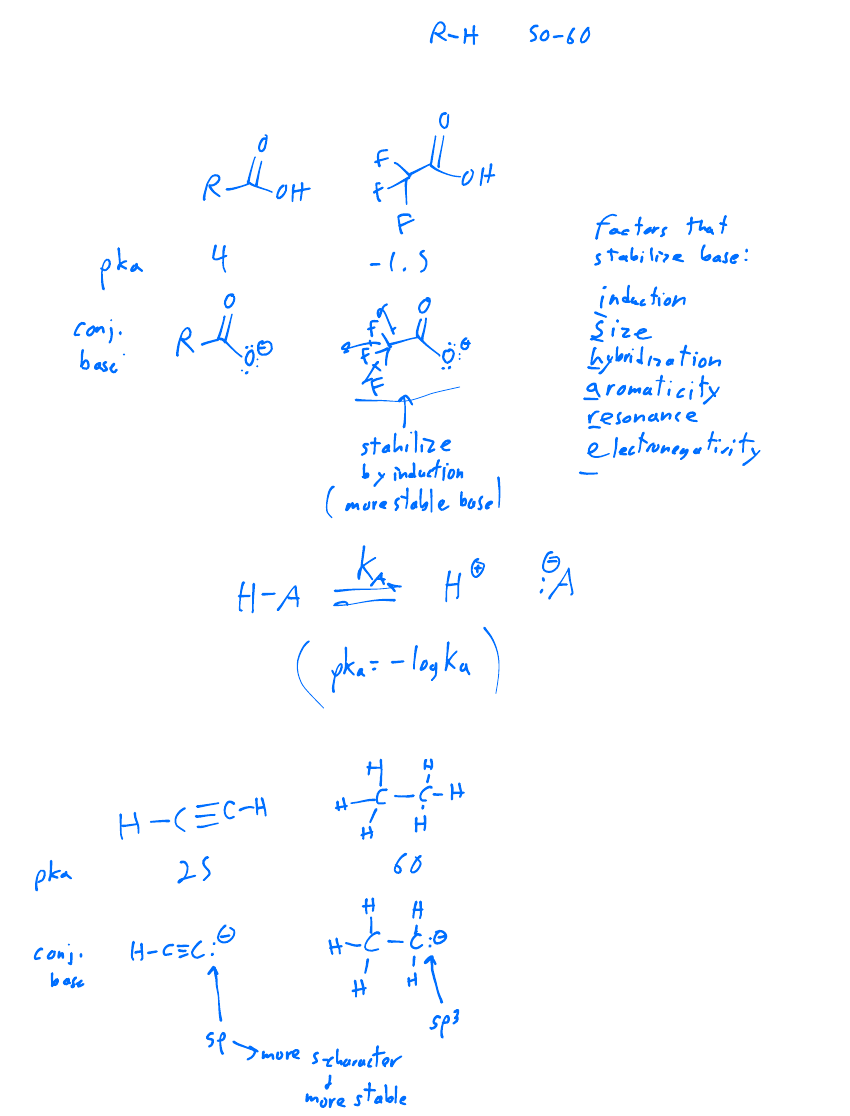 R-H 50-60
O O
R OH F F F OH
pka 4 -1.5
conj. base R O O:⊖
F F F O O:⊖
stabilize
by induction
(more stable base)
factors that
stabilize base:
induction
size
hybridization
aromaticity
resonance
electronegativity
H-A KA H⊕ ⊖:A
(pka = -log Ka)
H-C≡C-H
H H
H-C-C-H
H H
pka 25 60
conj.
base
H-C≡C:⊖
H H
H-C-C:⊖
H H
sp → more s-character
sp3
more stable